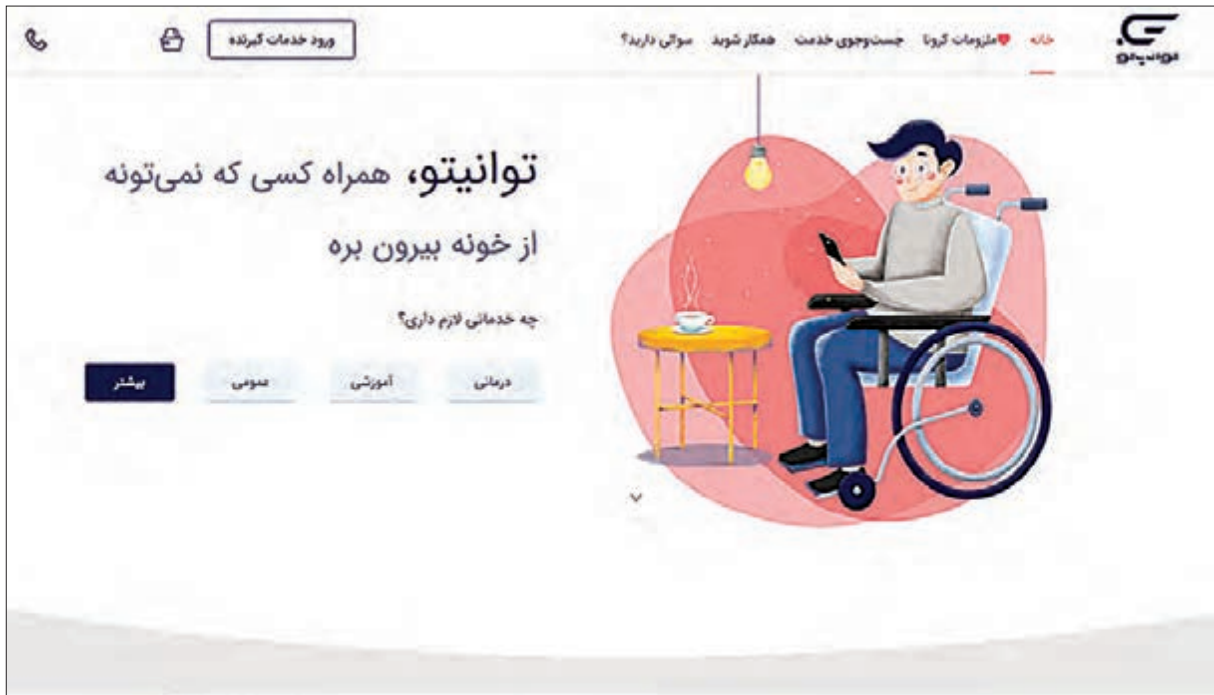 توانیتو
خانه
ملزومات کرونا
جست‌وجوی خدمت
همکار شوید
سوالی دارید؟
ورود خدمات گیرنده
توانیتو، همراه کسی که نمی‌تونه
از خونه بیرون بره
چه خدماتی لازم داری؟
درمانی
آموزشی
عمومی
بیشتر